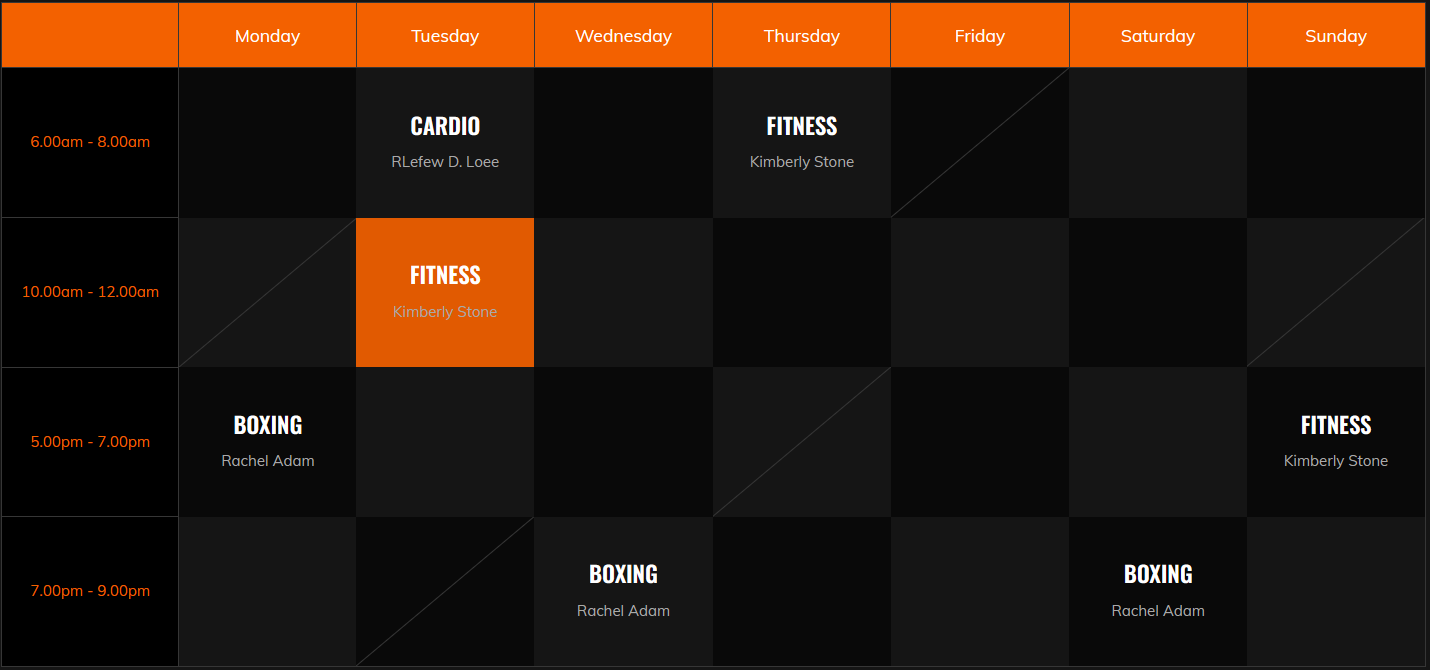 Monday Tuesday Wednesday Thursday Friday Saturday Sunday
6.00am - 8.00am
CARDIO
RLefew D. Loee
FITNESS
Kimberly Stone
10.00am - 12.00am
FITNESS
Kimberly Stone
5.00pm - 7.00pm
BOXING
Rachel Adam
FITNESS
Kimberly Stone
7.00pm - 9.00pm
BOXING
Rachel Adam
BOXING
Rachel Adam